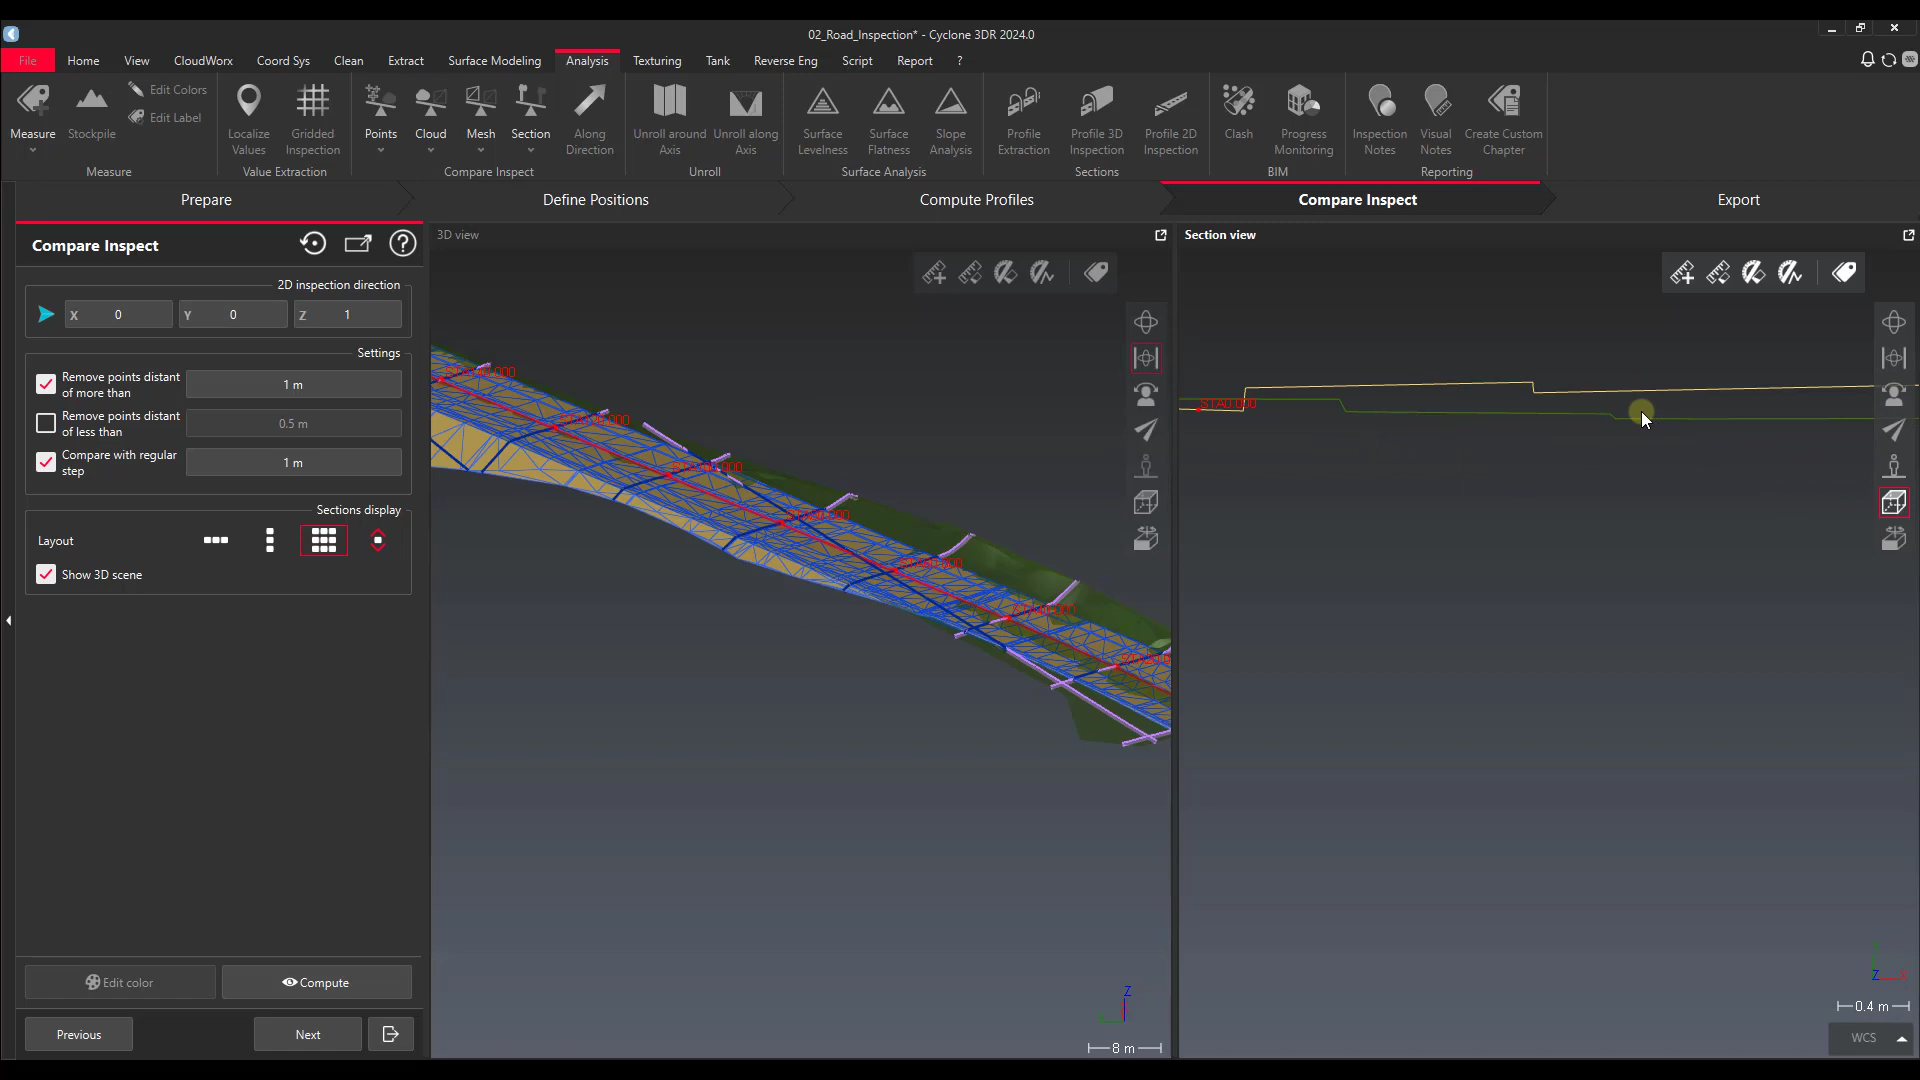 02_Road_Inspection* - Cyclone 3DR 2024.0
File Home View CloudWorx Coord Sys Clean Extract Surface Modeling Analysis Texturing Tank Reverse Eng Script Report ?
Measure
Stockpile
Edit Colors
Edit Label
Measure
Localize Values
Gridded Inspection
Value Extraction
Points
Cloud
Mesh
Section
Along Direction
Compare Inspect
Unroll around Axis
Unroll along Axis
Unroll
Surface Levelness
Surface Flatness
Slope Analysis
Surface Analysis
Profile Extraction
Profile 3D Inspection
Profile 2D Inspection
Sections
Clash
Progress Monitoring
BIM
Inspection Notes
Visual Notes
Create Custom Chapter
Reporting
Prepare
Define Positions
Compute Profiles
Compare Inspect
Export
Compare Inspect
2D inspection direction
X 0 Y 0 Z 1
Settings
Remove points distant
of more than
1 m
Remove points distant
of less than
0.5 m
Compare with regular
step
1 m
Sections display
Layout
Show 3D scene
Edit color
Compute
Previous
Next
3D view
Z
8 m
Section view
STA0.000
Z
0.4 m
WCS